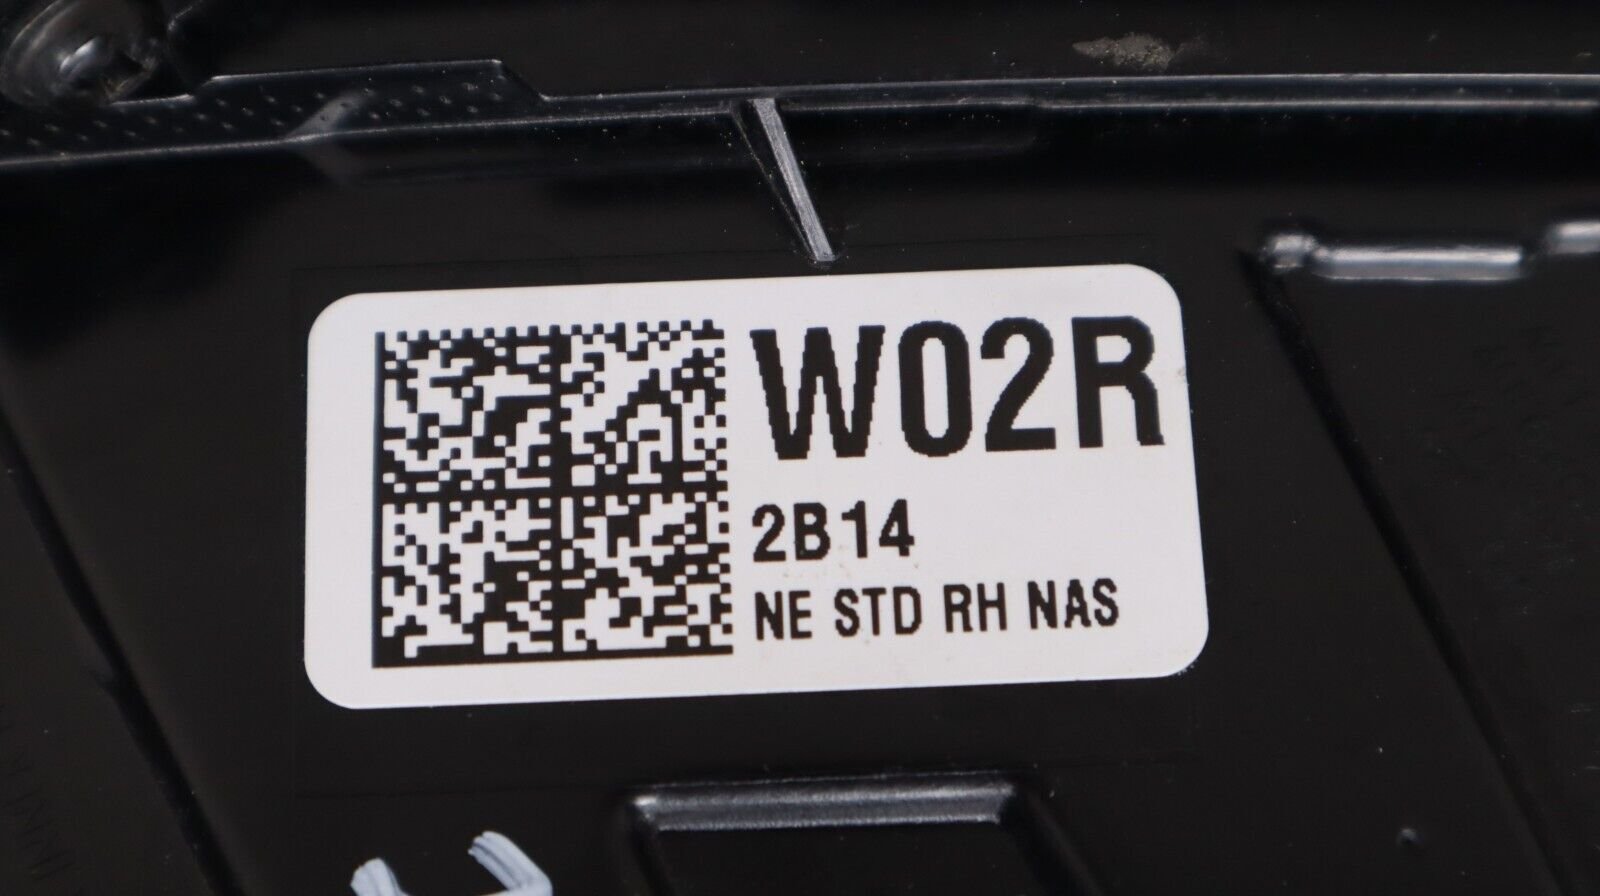 W02R
2B14
NE STD RH NAS